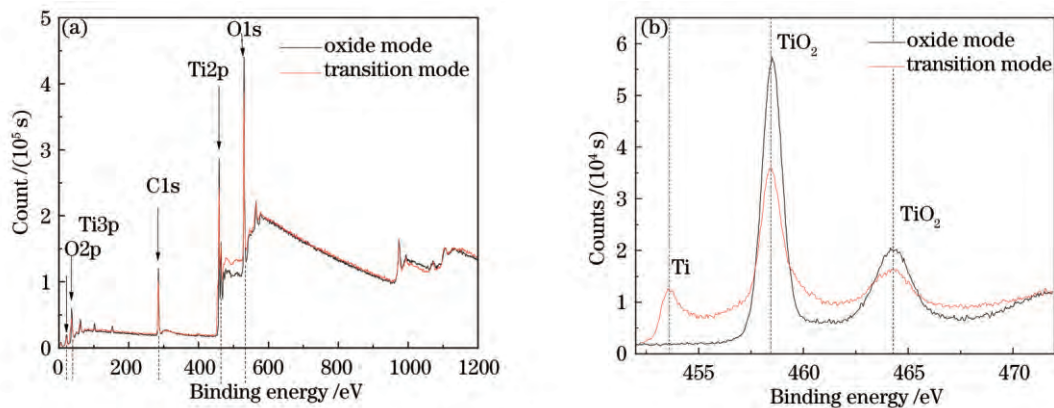 (a)
O1s
oxide mode
transition mode
Ti2p
C1s
Ti3p
O2p
5
4
3
2
1
0
Count /(10⁵ s)
0 200 400 600 800 1000 1200
Binding energy /eV
(b)
TiO₂
oxide mode
transition mode
TiO₂
Ti
6
5
4
3
2
1
0
Counts /(10⁴ s)
455 460 465 470
Binding energy /eV